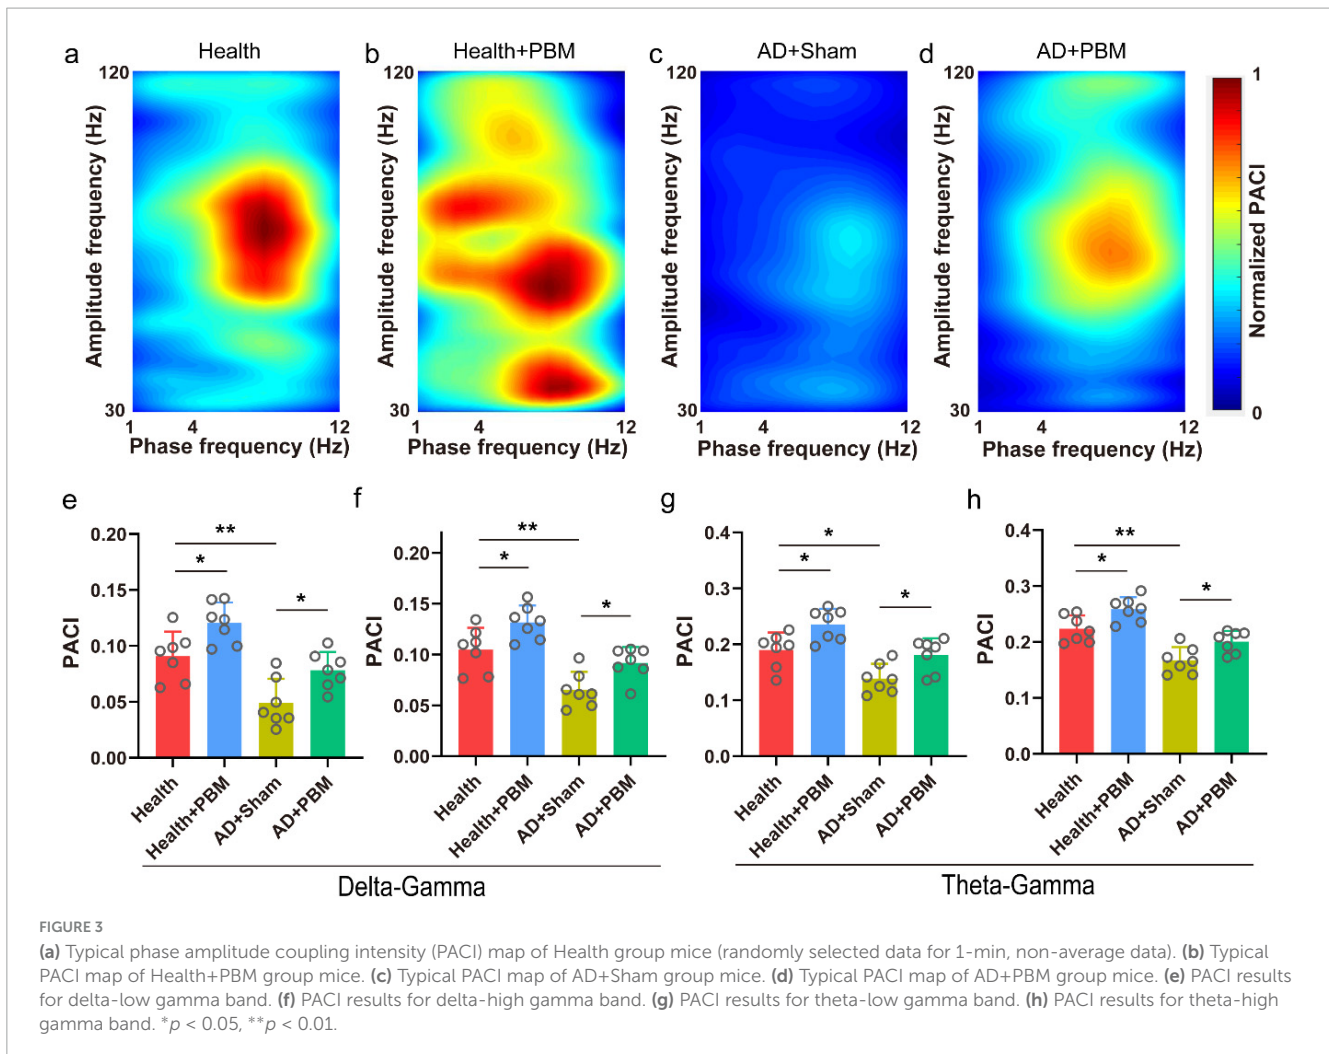 a Health
b Health+PBM
c AD+Sham
d AD+PBM
120
Amplitude frequency (Hz)
30
1 4 12
Phase frequency (Hz)
120
Amplitude frequency (Hz)
30
1 4 12
Phase frequency (Hz)
120
Amplitude frequency (Hz)
30
1 4 12
Phase frequency (Hz)
120
Amplitude frequency (Hz)
30
1 4 12
Phase frequency (Hz)
1
Normalized PACI
0
e
PACI
0.20
0.15
0.10
0.05
0.00
**
*
*
Health
Health+PBM
AD+Sham
AD+PBM
f
PACI
0.20
0.15
0.10
0.05
0.00
**
*
*
Health
Health+PBM
AD+Sham
AD+PBM
Delta-Gamma
g
PACI
0.4
0.3
0.2
0.1
0.0
*
*
*
Health
Health+PBM
AD+Sham
AD+PBM
h
PACI
0.4
0.3
0.2
0.1
0.0
**
*
*
Health
Health+PBM
AD+Sham
AD+PBM
Theta-Gamma
FIGURE 3
(a) Typical phase amplitude coupling intensity (PACI) map of Health group mice (randomly selected data for 1-min, non-average data). (b) Typical
PACI map of Health+PBM group mice. (c) Typical PACI map of AD+Sham group mice. (d) Typical PACI map of AD+PBM group mice. (e) PACI results
for delta-low gamma band. (f) PACI results for delta-high gamma band. (g) PACI results for theta-low gamma band. (h) PACI results for theta-high
gamma band. *p < 0.05, **p < 0.01.